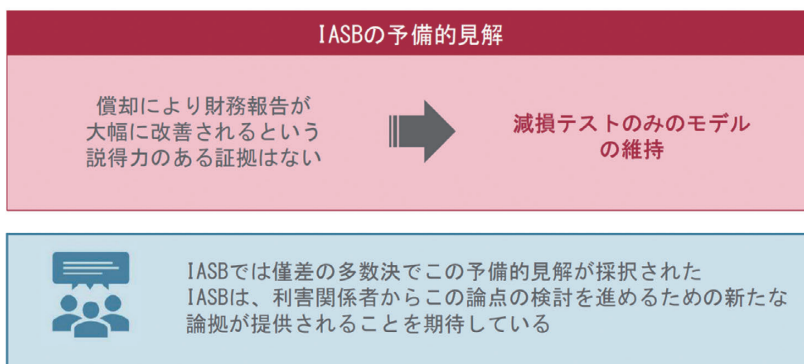 IASBの予備的見解
償却により財務報告が
大幅に改善されるという
説得力のある証拠はない
減損テストのみのモデル
の維持
IASBでは僅差の多数決でこの予備的見解が採択された
IASBは、利害関係者からこの論点の検討を進めるための新たな
論拠が提供されることを期待している